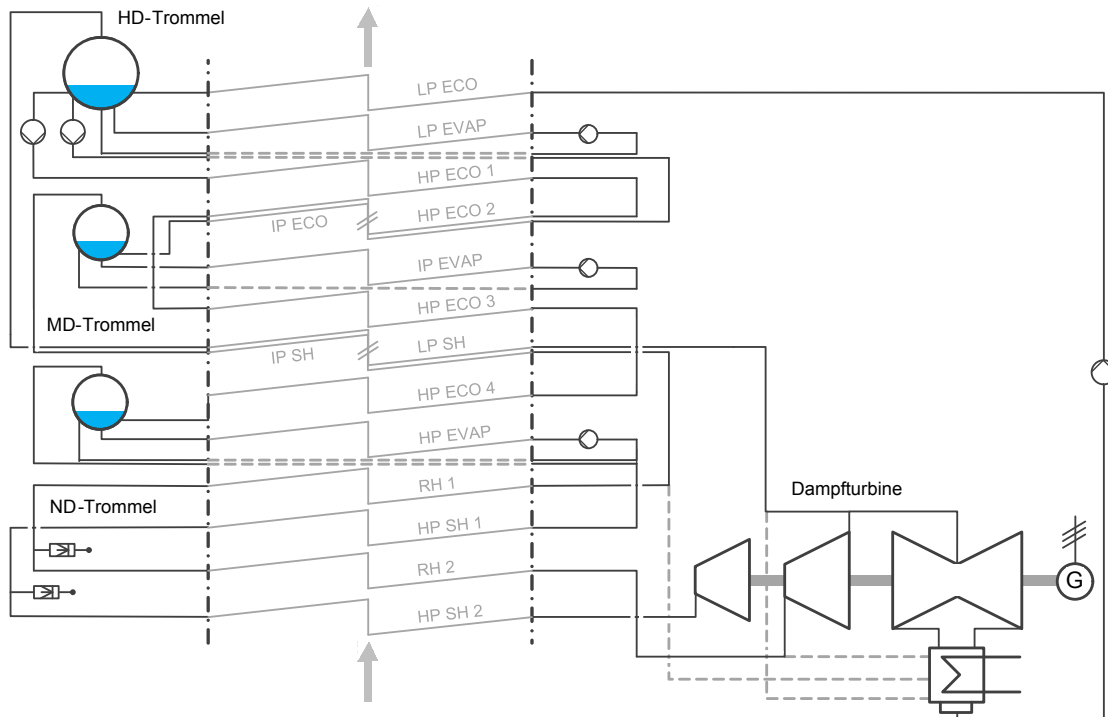 HD-Trommel
LP ECO
LP EVAP
HP ECO 1
IP ECO
HP ECO 2
IP EVAP
HP ECO 3
MD-Trommel
IP SH
LP SH
HP ECO 4
HP EVAP
RH 1
ND-Trommel
Dampfturbine
HP SH 1
RH 2
G
HP SH 2